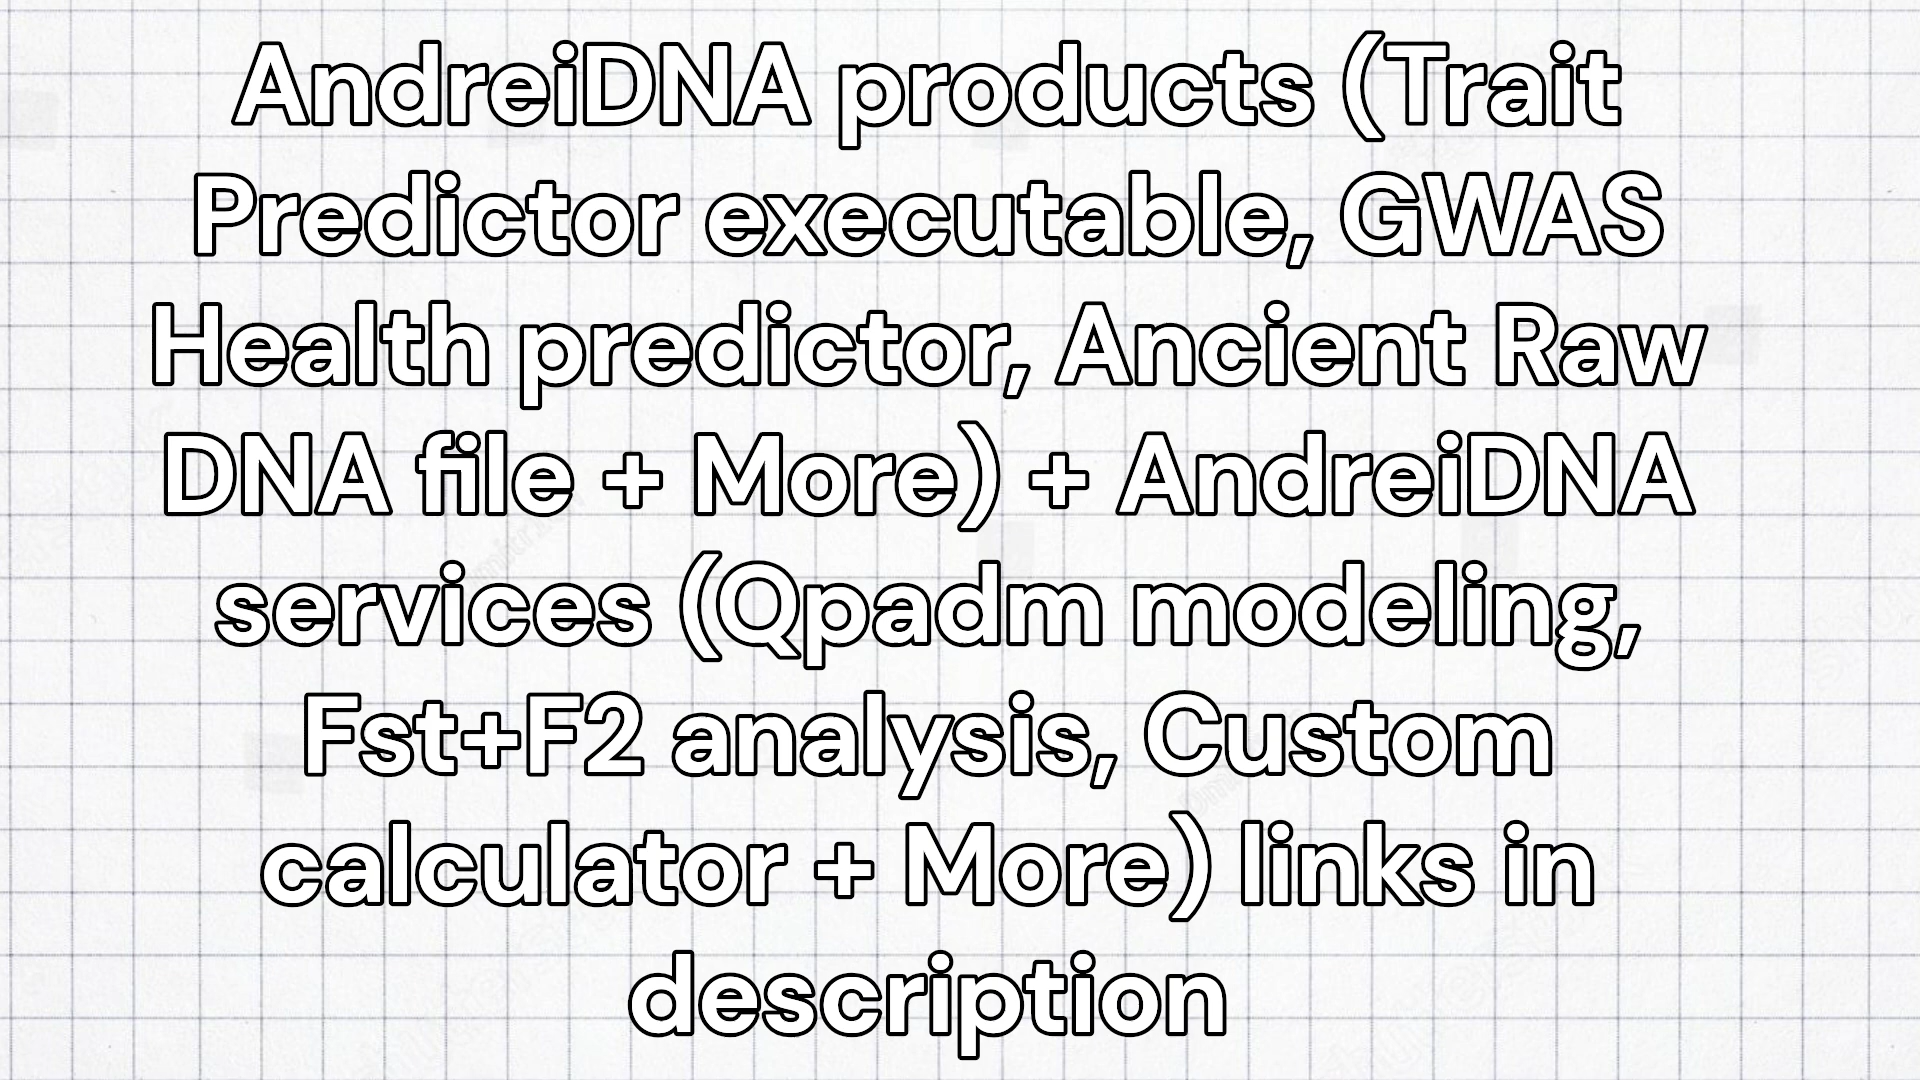 AndreiDNA products (Trait
Predictor executable, GWAS
Health predictor, Ancient Raw
DNA file + More) + AndreiDNA
services (Qpadm modeling,
Fst+F2 analysis, Custom
calculator + More) links in
description